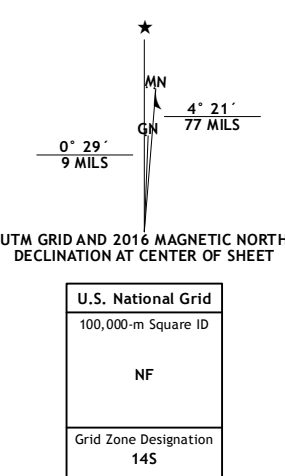 ★
MN
4° 21´
77 MILS
GN
0° 29´
9 MILS
UTM GRID AND 2016 MAGNETIC NORTH
DECLINATION AT CENTER OF SHEET
U.S. National Grid
100,000-m Square ID
NF
Grid Zone Designation
14S